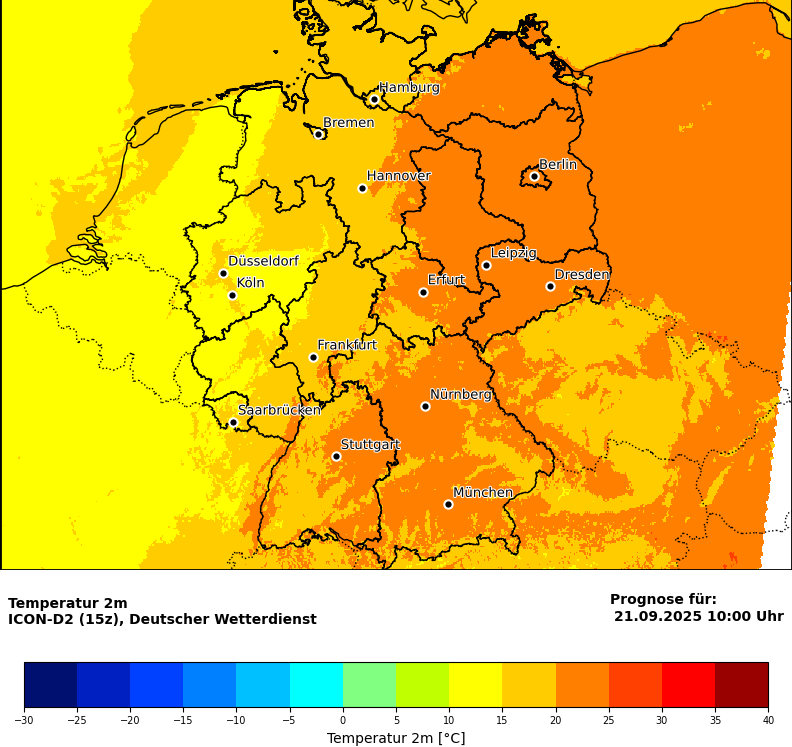 Hamburg
Bremen
Berlin
Hannover
Leipzig
Düsseldorf
Dresden
Köln
Erfurt
Frankfurt
Nürnberg
Saarbrücken
Stuttgart
München
Temperatur 2m
ICON-D2 (15z), Deutscher Wetterdienst
Prognose für:
21.09.2025 10:00 Uhr
−30 −25 −20 −15 −10 −5 0 5 10 15 20 25 30 35 40
Temperatur 2m [°C]